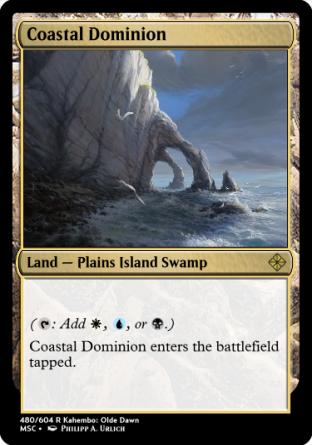 Coastal Dominion
Land — Plains Island Swamp
(: Add , , or .)
Coastal Dominion enters the battlefield
tapped.
480/604 R Kahembo: Olde Dawn
MSC • Philipp A. Urlich